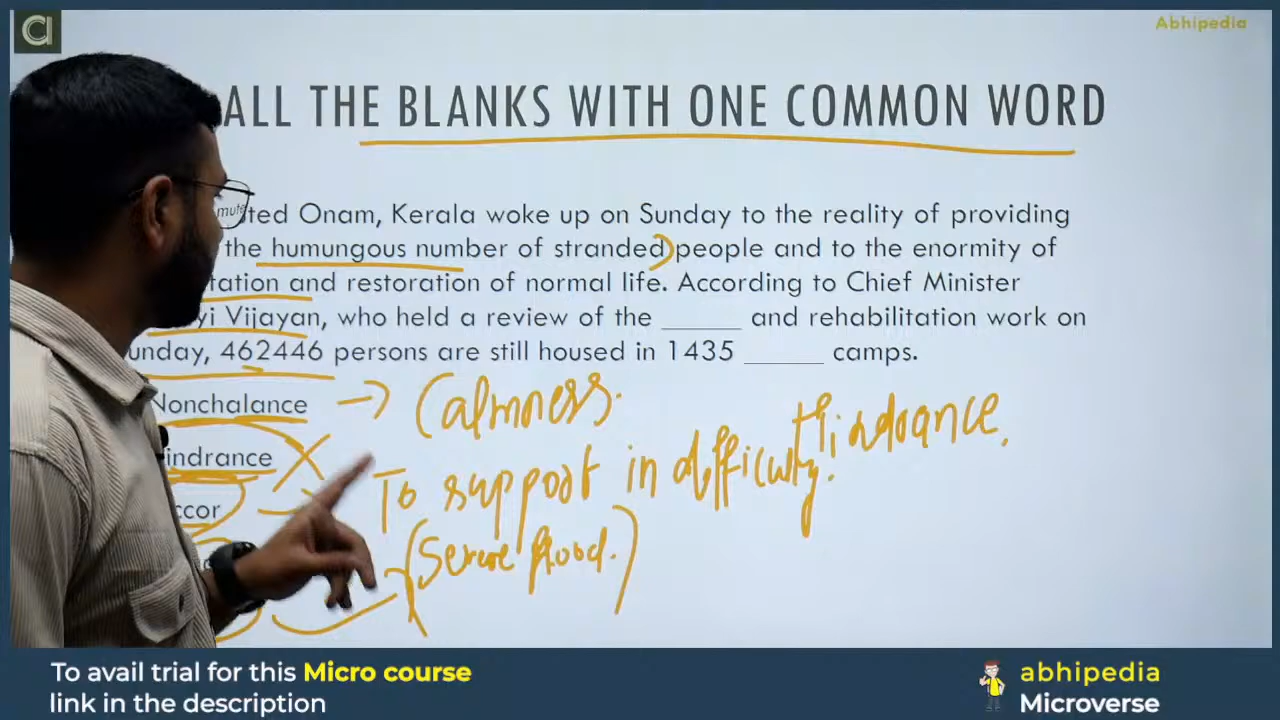 Abhipedia
ALL THE BLANKS WITH ONE COMMON WORD
ted Onam, Kerala woke up on Sunday to the reality of providing
the humungous number of stranded people and to the enormity of
tation and restoration of normal life. According to Chief Minister
yi Vijayan, who held a review of the ______ and rehabilitation work on
unday, 462446 persons are still housed in 1435 ______ camps.
Nonchalance → Calmness.
indrance Hindrance.
ccor To support in difficulty.
(Severe flood.)
To avail trial for this Micro course
link in the description
abhipedia
Microverse